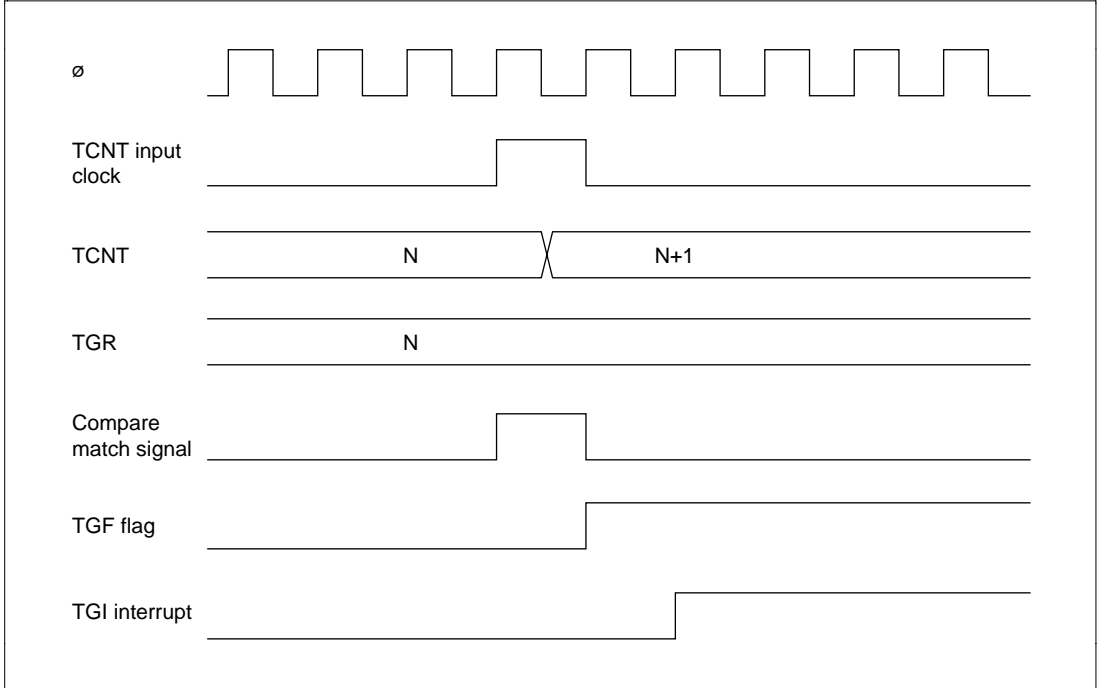 ø
TCNT input
clock
TCNT
N
N+1
TGR
N
Compare
match signal
TGF flag
TGI interrupt